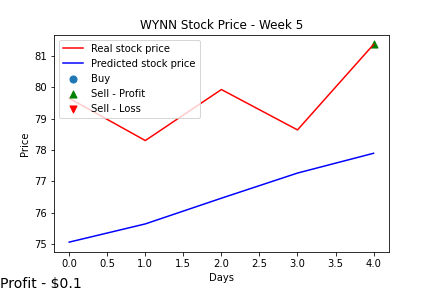 WYNN Stock Price - Week 5
Real stock price
Predicted stock price
Buy
Sell - Profit
Sell - Loss
Price
81
80
79
78
77
76
75
0.0 0.5 1.0 1.5 2.0 2.5 3.0 3.5 4.0
Days
Profit - $0.1